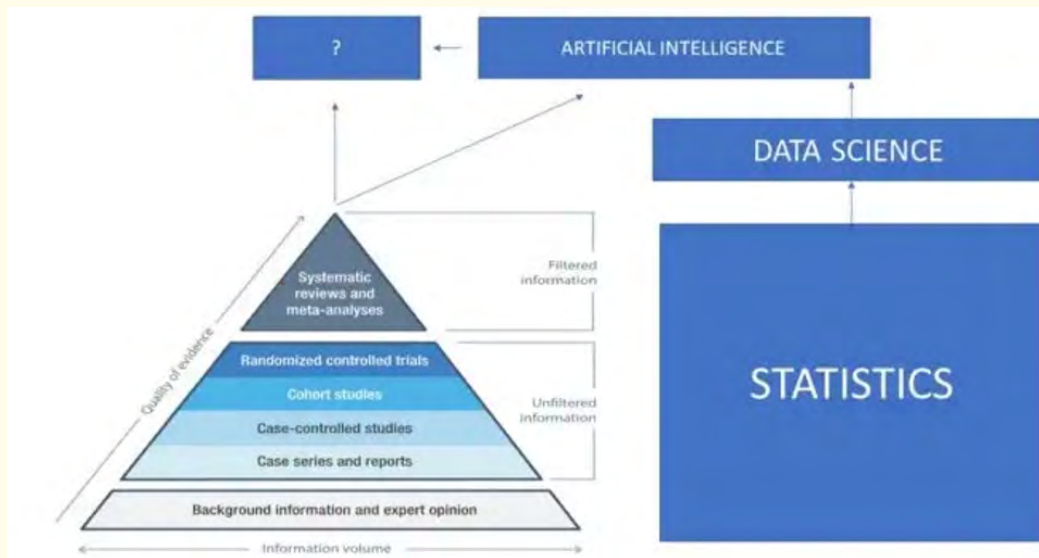 ?
ARTIFICIAL INTELLIGENCE
DATA SCIENCE
STATISTICS
Systematic
reviews and
meta-analyses
Filtered
information
Quality of evidence
Randomized controlled trials
Cohort studies
Case-controlled studies
Case series and reports
Unfiltered
information
Background information and expert opinion
Information volume